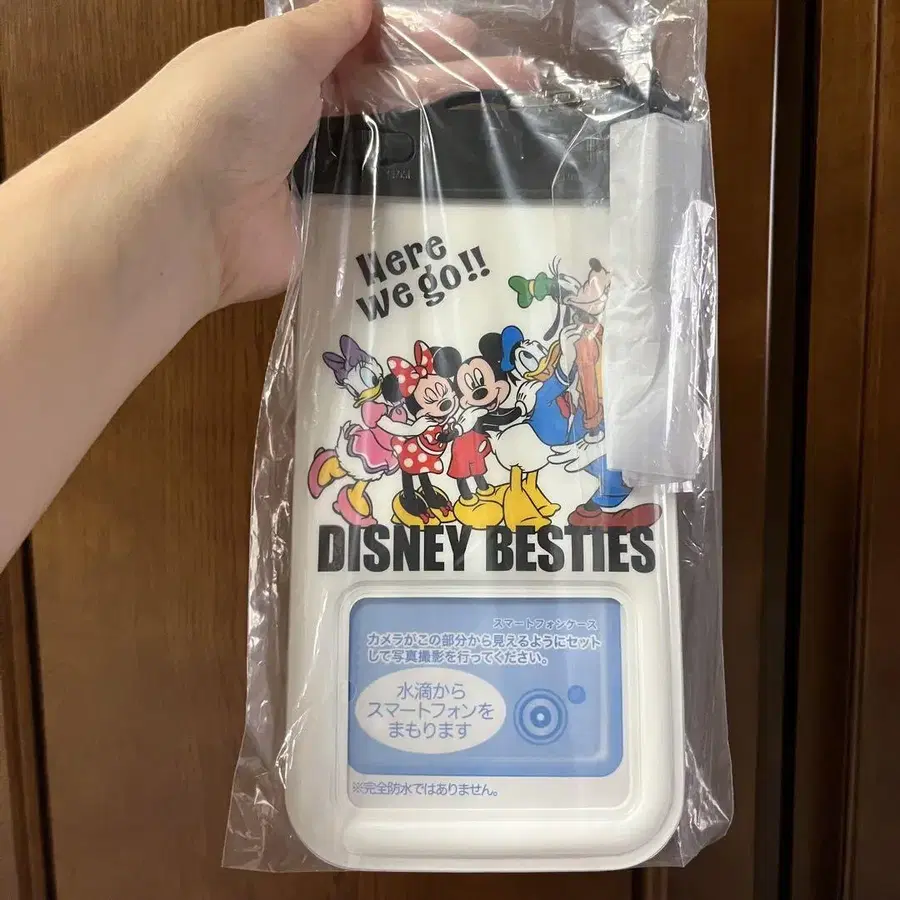 Here
we go!!
DISNEY BESTIES
スマートフォンケース
カメラがこの部分から見えるようにセット
して写真撮影を行ってください。
水滴から
スマートフォンを
まもります
※完全防水ではありません。